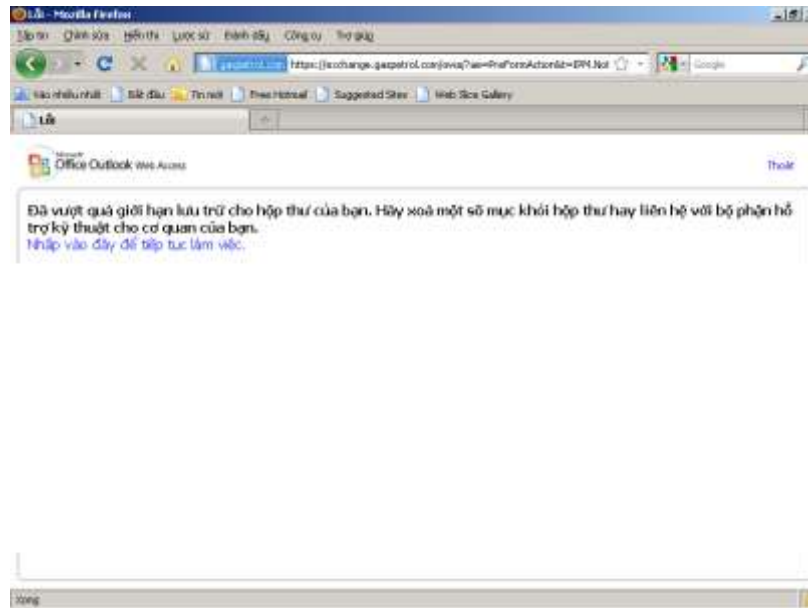 Lỗi - Mozilla Firefox
Tập tin Chỉnh sửa Hiển thị Lược sử Đánh dấu Công cụ Trợ giúp
https://exchange.gaspetrol.com/owa/?ae=PreFormAction&t=IPM.Not Google
Vào nhiều nhất Bắt đầu Tin mới Free Hotmail Suggested Sites Web Slice Gallery
Lỗi
Microsoft
Office Outlook Web Access
Thoát
Đã vượt quá giới hạn lưu trữ cho hộp thư của bạn. Hãy xoá một số mục khỏi hộp thư hay liên hệ với bộ phận hỗ
trợ kỹ thuật cho cơ quan của bạn.
Nhấp vào đây để tiếp tục làm việc.
Xong